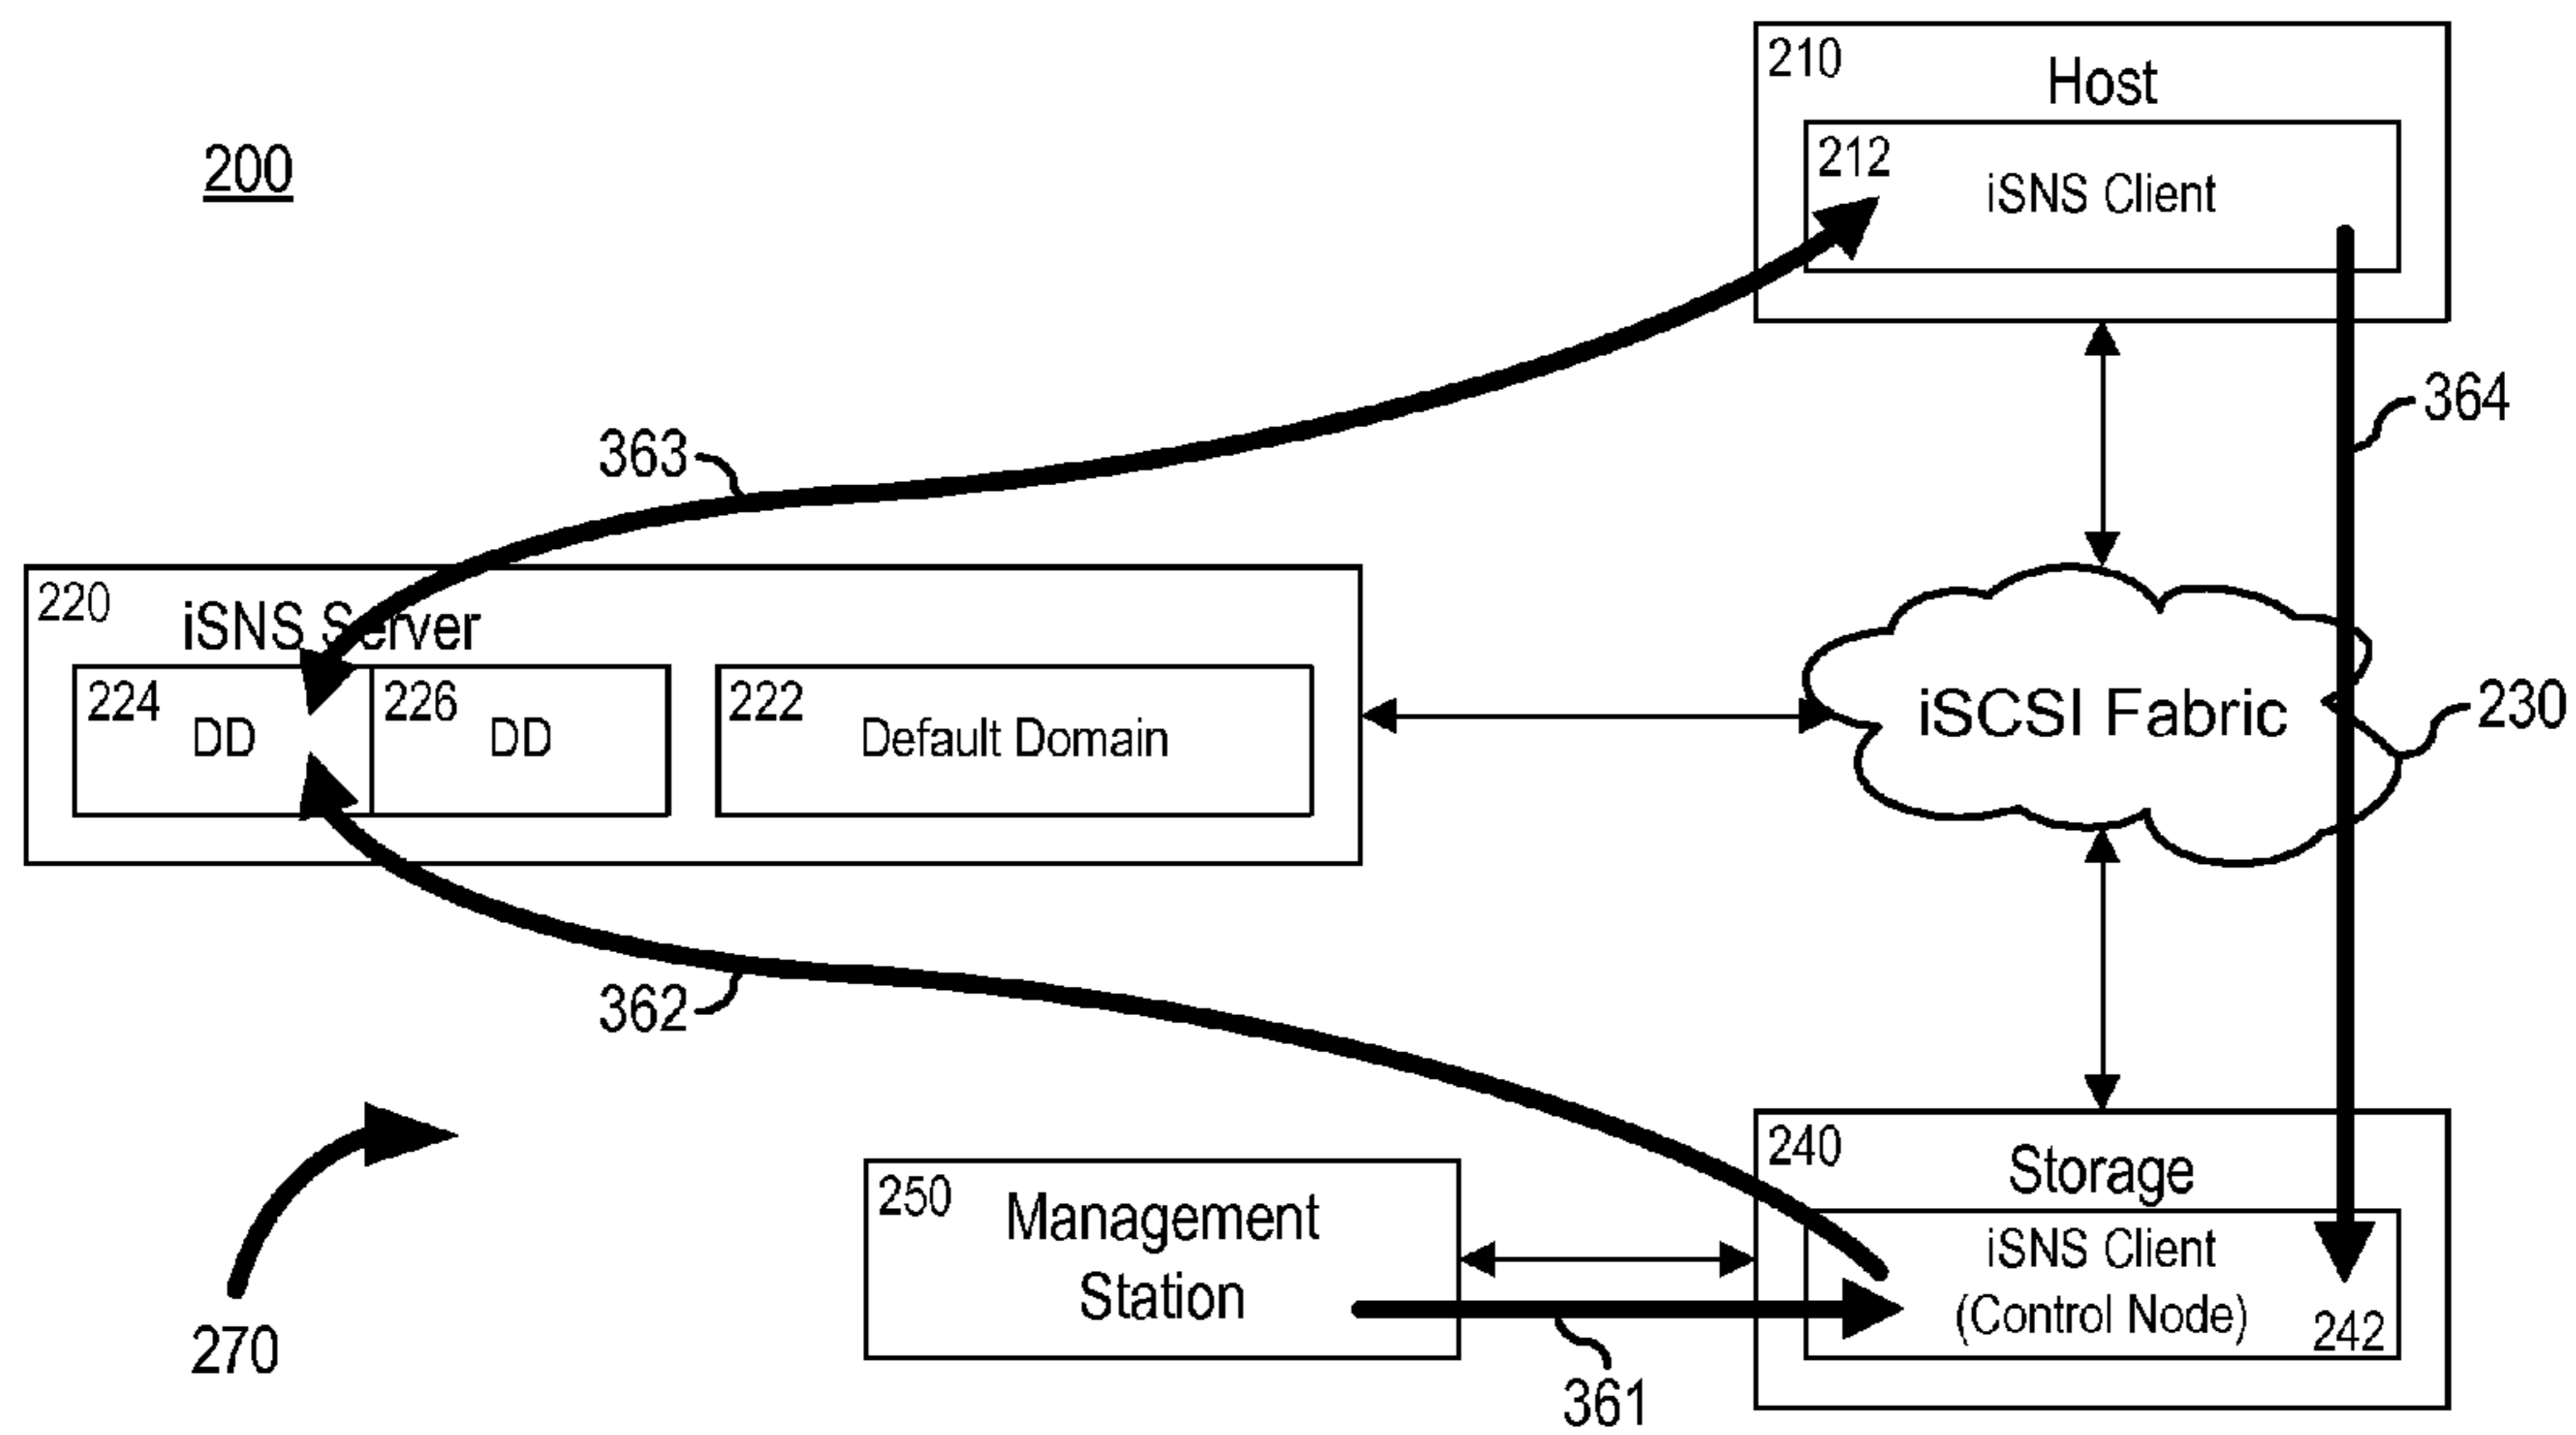 200
210
Host
212
iSNS Client
364
363
220
iSNS Server
224
DD
226
DD
222
Default Domain
iSCSI Fabric
230
362
270
250
Management
Station
361
240
Storage
iSNS Client
(Control Node)
242